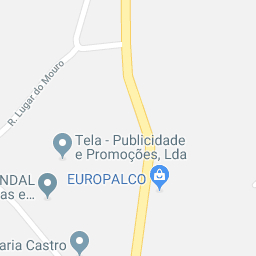 R. Lugar do Mouro
Tela - Publicidade
e Promoções, Lda
EUROPALCO
NDAL
as e...
aria Castro